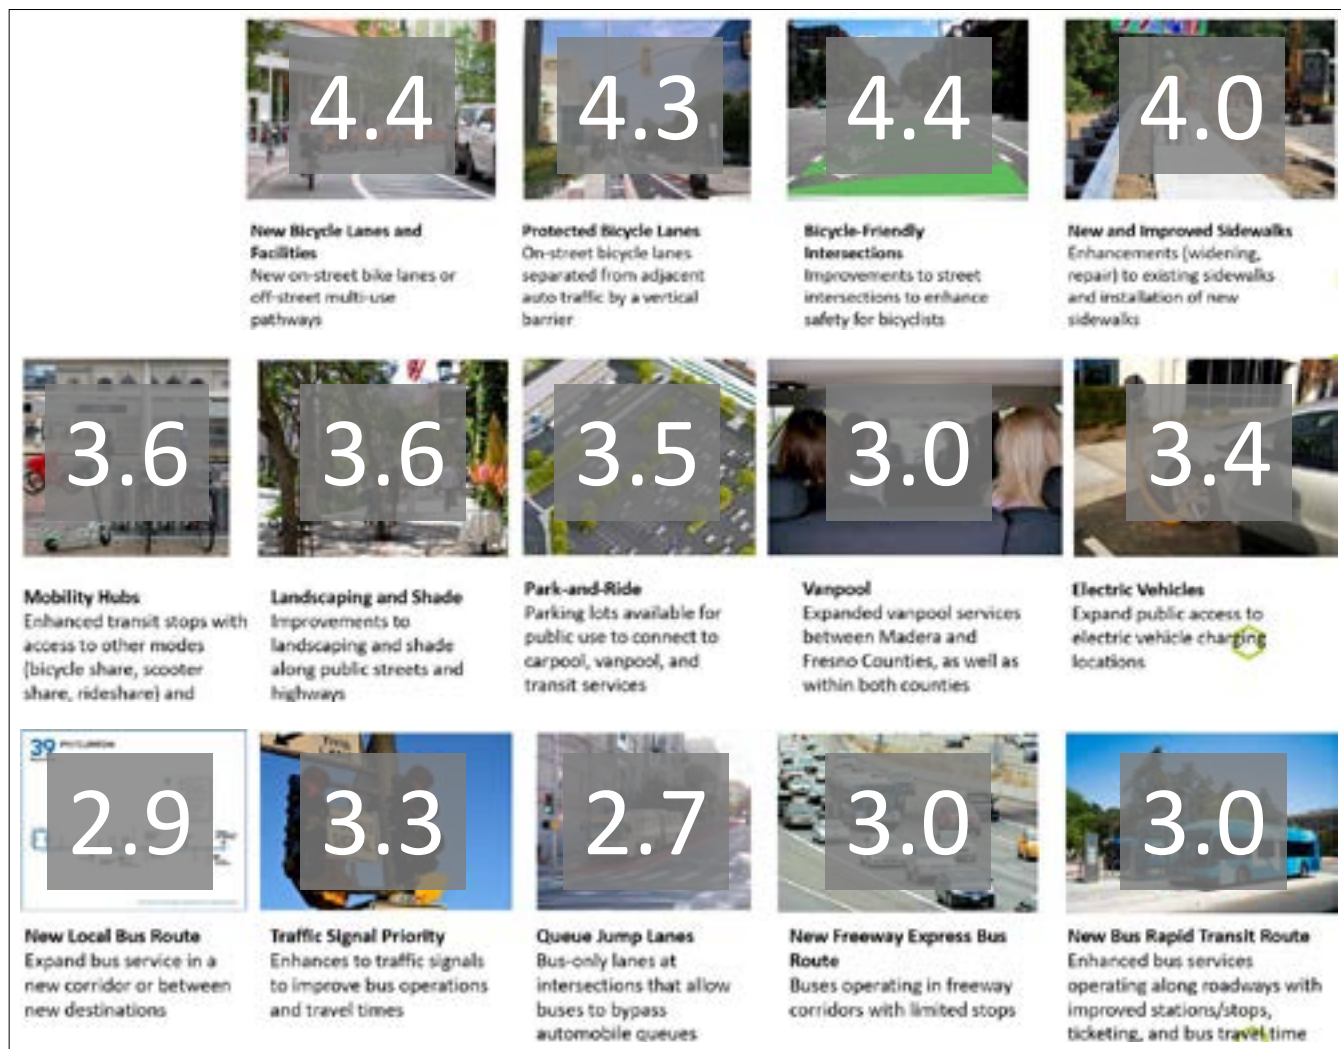 4.4
4.3
4.4
4.0
New Bicycle Lanes and
Facilities
New on-street bike lanes or
off-street multi-use
pathways
Protected Bicycle Lanes
On-street bicycle lanes
separated from adjacent
auto traffic by a vertical
barrier
Bicycle-Friendly
Intersections
Improvements to street
intersections to enhance
safety for bicyclists
New and Improved Sidewalks
Enhancements (widening,
repair) to existing sidewalks
and installation of new
sidewalks
3.6
3.6
3.5
3.0
3.4
Mobility Hubs
Enhanced transit stops with
access to other modes
(bicycle share, scooter
share, rideshare) and
Landscaping and Shade
Improvements to
landscaping and shade
along public streets and
highways
Park-and-Ride
Parking lots available for
public use to connect to
carpool, vanpool, and
transit services
Vanpool
Expanded vanpool services
between Madera and
Fresno Counties, as well as
within both counties
Electric Vehicles
Expand public access to
electric vehicle charging
locations
39
2.9
3.3
2.7
3.0
3.0
New Local Bus Route
Expand bus service in a
new corridor or between
new destinations
Traffic Signal Priority
Enhances to traffic signals
to improve bus operations
and travel times
Queue Jump Lanes
Bus-only lanes at
intersections that allow
buses to bypass
automobile queues
New Freeway Express Bus
Route
Buses operating in freeway
corridors with limited stops
New Bus Rapid Transit Route
Enhanced bus services
operating along roadways with
improved stations/stops,
ticketing, and bus travel time